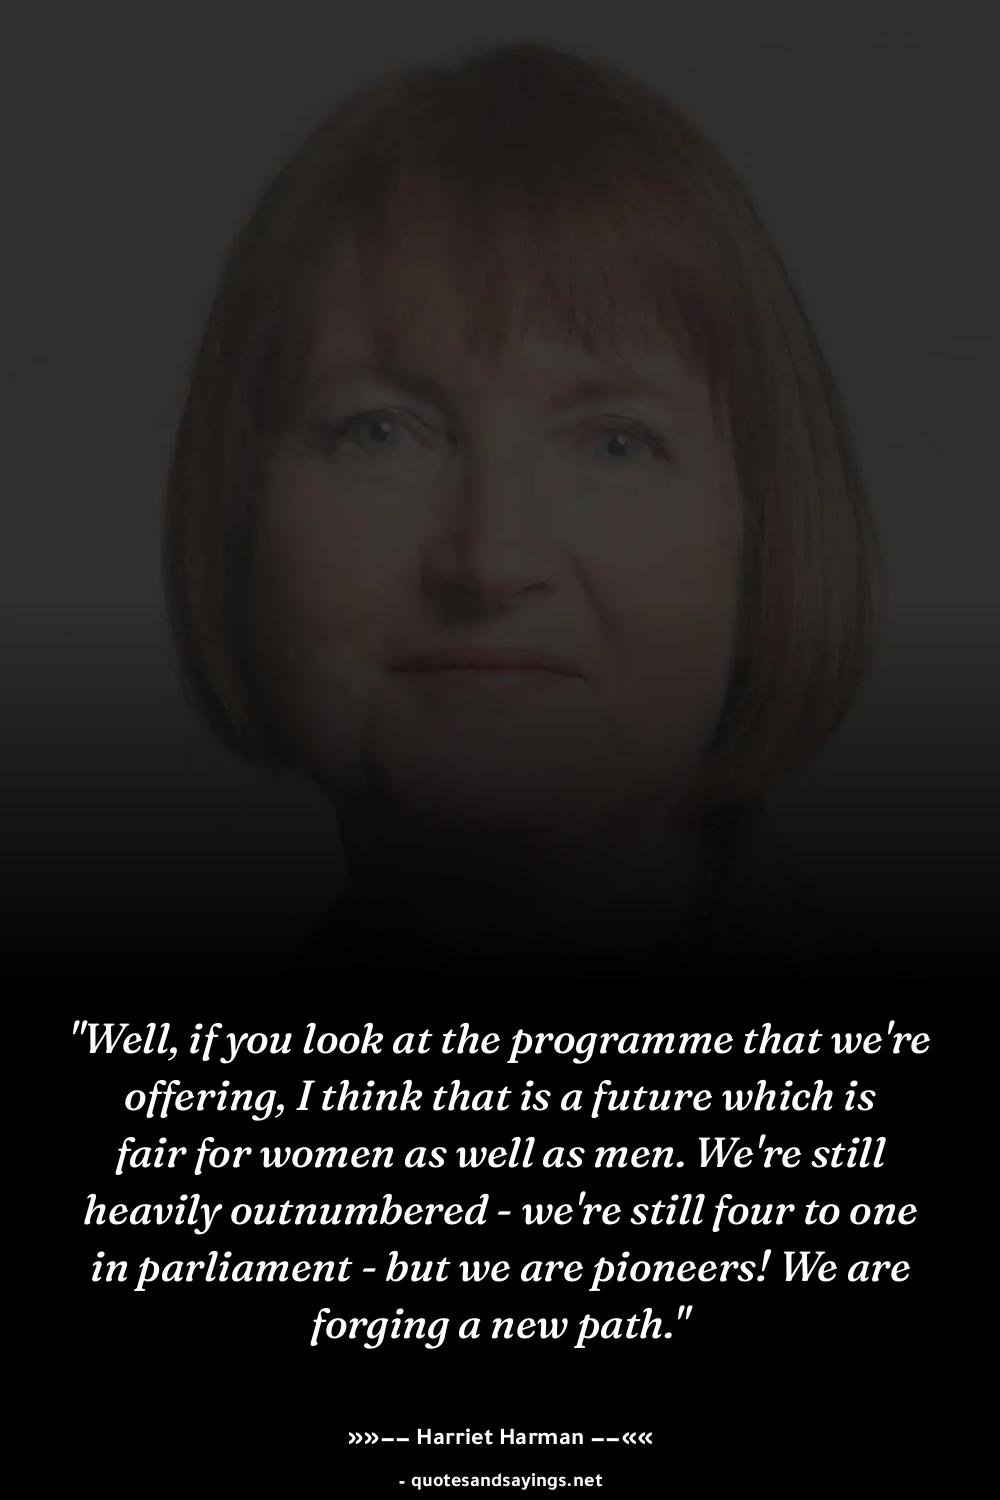 "Well, if you look at the programme that we're
offering, I think that is a future which is
fair for women as well as men. We're still
heavily outnumbered - we're still four to one
in parliament - but we are pioneers! We are
forging a new path."
»»−− Harriet Harman −−««
- quotesandsayings.net